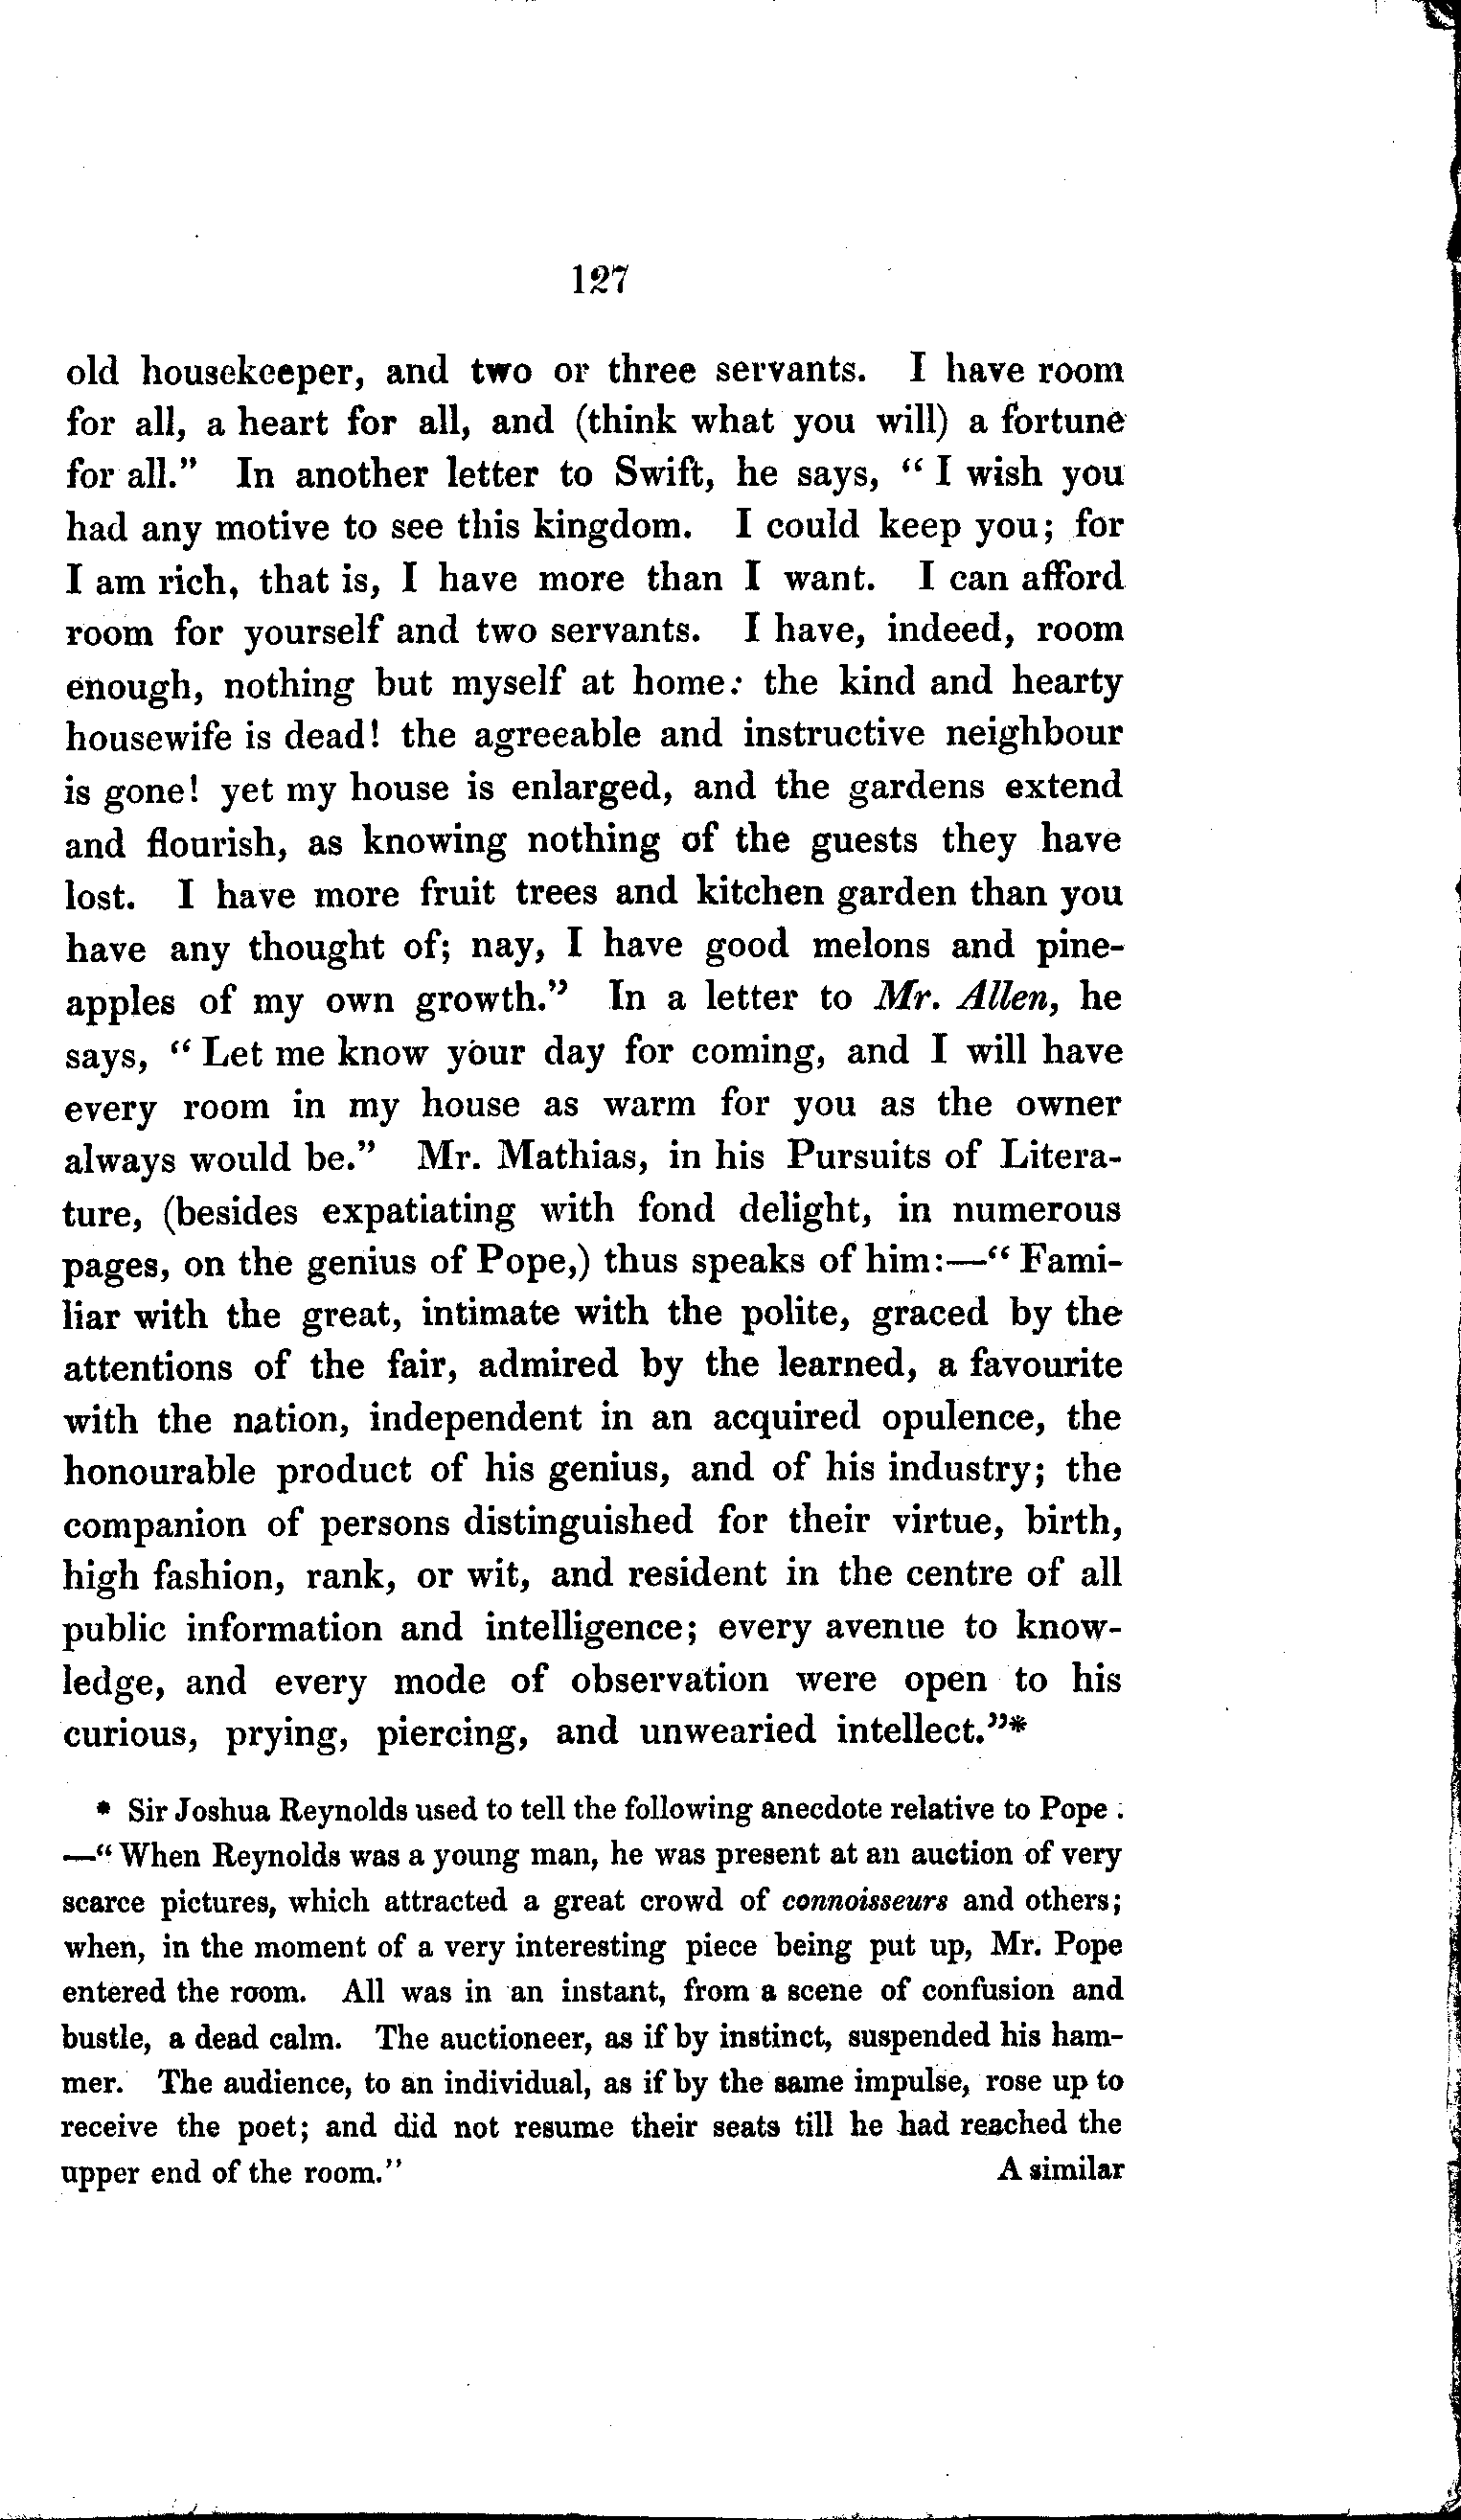 127
old housekeeper, and two or three servants. I have room
for all, a heart for all, and (think what you will) a fortune
for all." In another letter to Swift, he says, "I wish you
had any motive to see this kingdom. I could keep you; for
I am rich, that is, I have more than I want. I can afford
room for yourself and two servants. I have, indeed, room
enough, nothing but myself at home: the kind and hearty
housewife is dead! the agreeable and instructive neighbour
is gone! yet my house is enlarged, and the gardens extend
and flourish, as knowing nothing of the guests they have
lost. I have more fruit trees and kitchen garden than you
have any thought of; nay, I have good melons and pine-
apples of my own growth." In a letter to Mr. Allen, he
says, "Let me know your day for coming, and I will have
every room in my house as warm for you as the owner
always would be." Mr. Mathias, in his Pursuits of Litera-
ture, (besides expatiating with fond delight, in numerous
pages, on the genius of Pope,) thus speaks of him:—"Fami-
liar with the great, intimate with the polite, graced by the
attentions of the fair, admired by the learned, a favourite
with the nation, independent in an acquired opulence, the
honourable product of his genius, and of his industry; the
companion of persons distinguished for their virtue, birth,
high fashion, rank, or wit, and resident in the centre of all
public information and intelligence; every avenue to know-
ledge, and every mode of observation were open to his
curious, prying, piercing, and unwearied intellect."*
* Sir Joshua Reynolds used to tell the following anecdote relative to Pope:
—"When Reynolds was a young man, he was present at an auction of very
scarce pictures, which attracted a great crowd of connoisseurs and others;
when, in the moment of a very interesting piece being put up, Mr. Pope
entered the room. All was in an instant, from a scene of confusion and
bustle, a dead calm. The auctioneer, as if by instinct, suspended his ham-
mer. The audience, to an individual, as if by the same impulse, rose up to
receive the poet; and did not resume their seats till he had reached the
upper end of the room." A similar